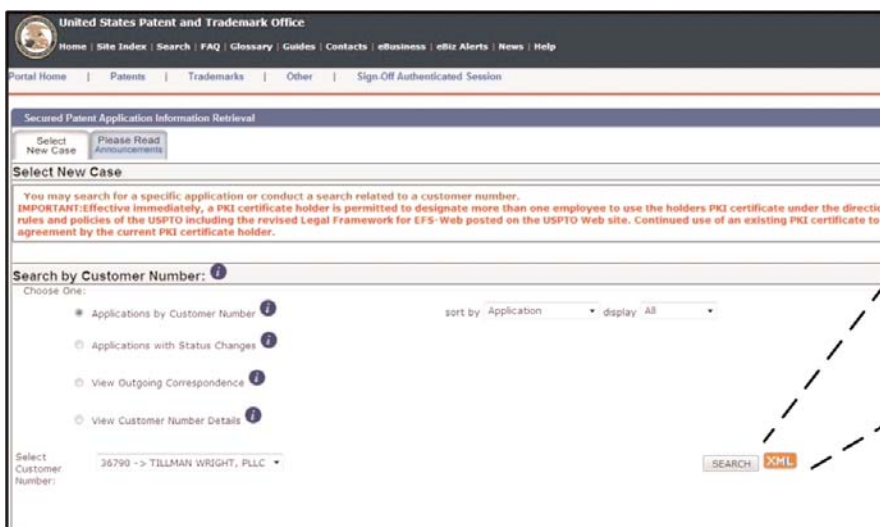 United States Patent and Trademark Office
Home | Site Index | Search | FAQ | Glossary | Guides | Contacts | eBusiness | eBiz Alerts | News | Help
Portal Home | Patents | Trademarks | Other | Sign-Off Authenticated Session
Secured Patent Application Information Retrieval
Select New Case
Please Read Announcements
Select New Case
You may search for a specific application or conduct a search related to a customer number.
IMPORTANT:Effective immediately, a PKI certificate holder is permitted to designate more than one employee to use the holders PKI certificate under the directio
rules and policies of the USPTO including the revised Legal Framework for EFS-Web posted on the USPTO Web site. Continued use of an existing PKI certificate to
agreement by the current PKI certificate holder.
Search by Customer Number: i
Choose One:
Applications by Customer Number i sort by Application display All
Applications with Status Changes i
View Outgoing Correspondence i
View Customer Number Details i
Select
Customer
Number:
36790 -> TILLMAN WRIGHT, PLLC
SEARCH XML